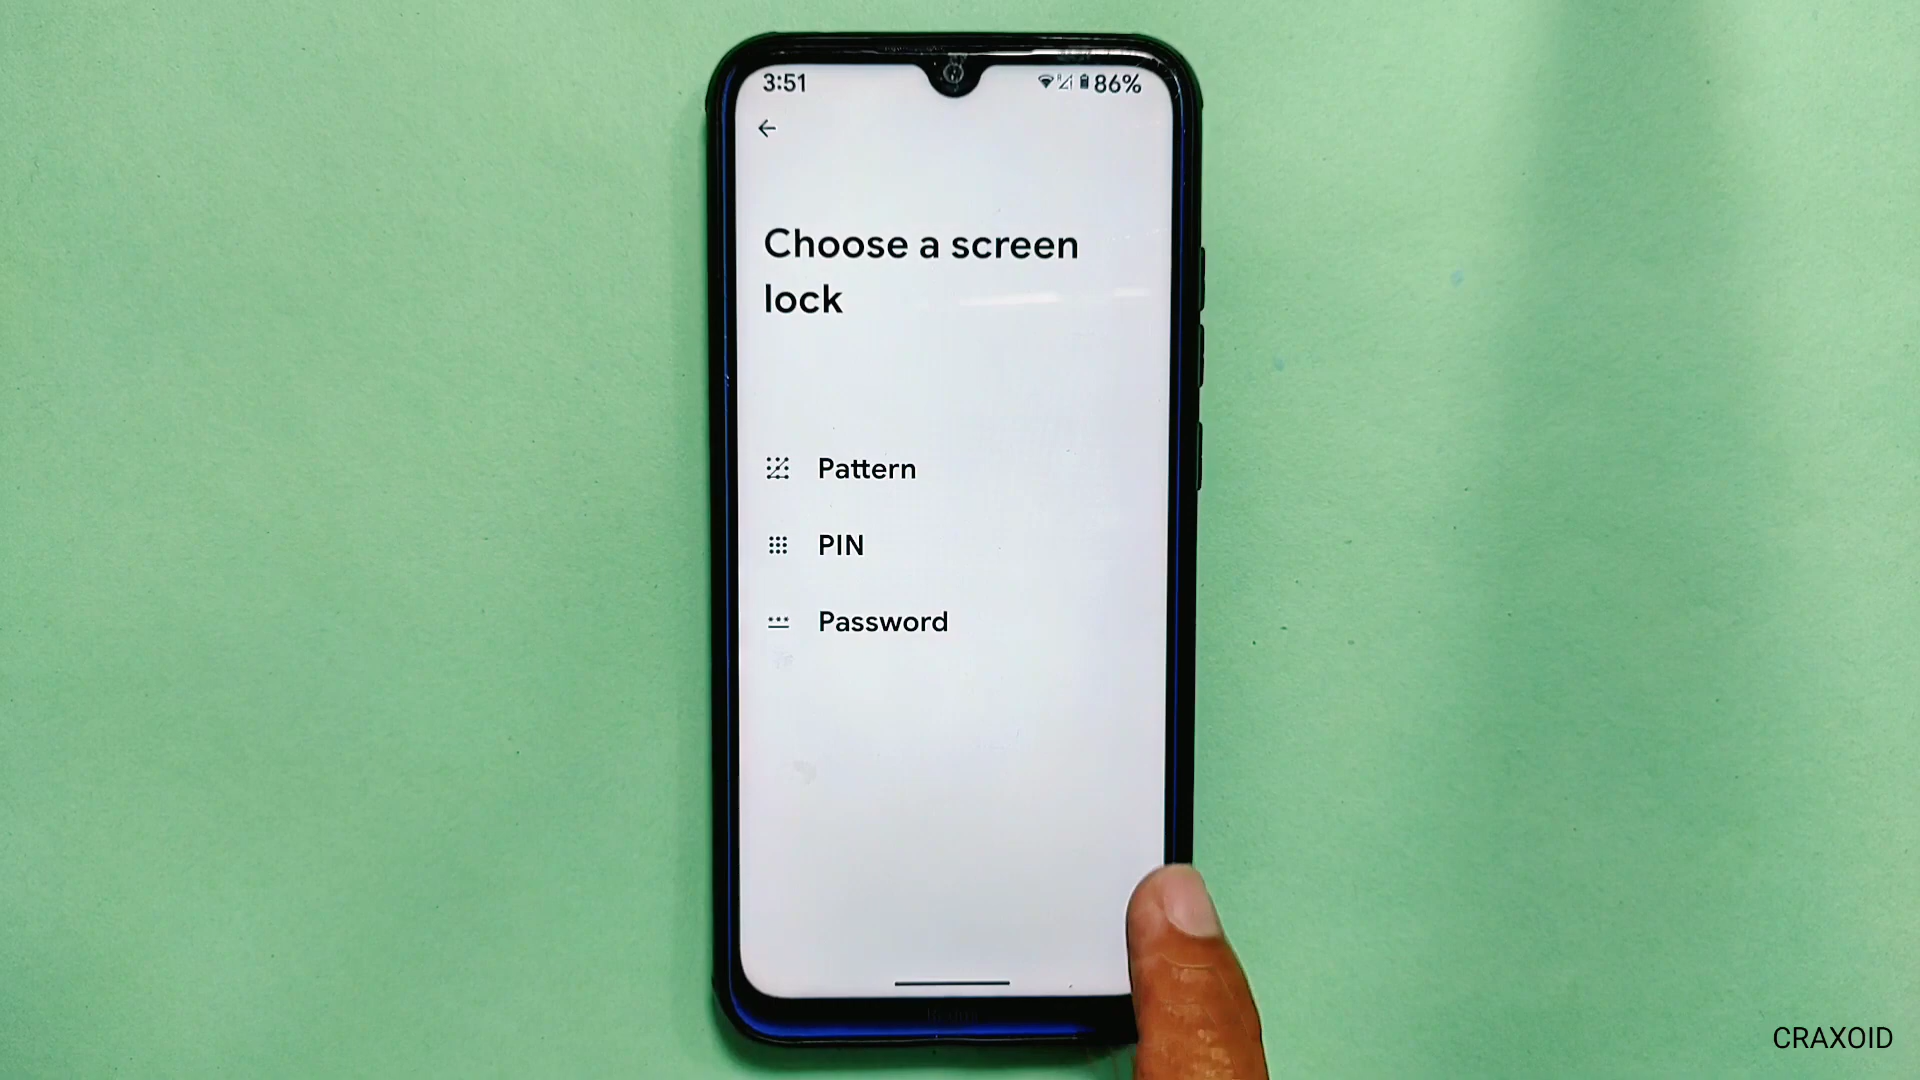 3:51
86%
Choose a screen
lock
Pattern
PIN
Password
CRAXOID